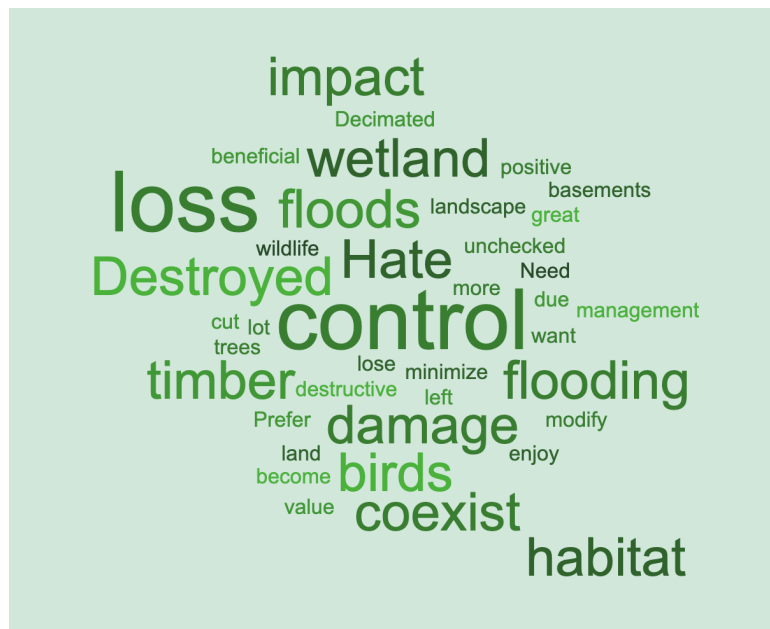 impact
Decimated
beneficial wetland positive
loss floods landscape basements
great
wildlife Hate unchecked
Destroyed more Need
control due management
cut lot want
trees
lose minimize
timber destructive left flooding
Prefer damage modify
land enjoy
become birds
value coexist
habitat